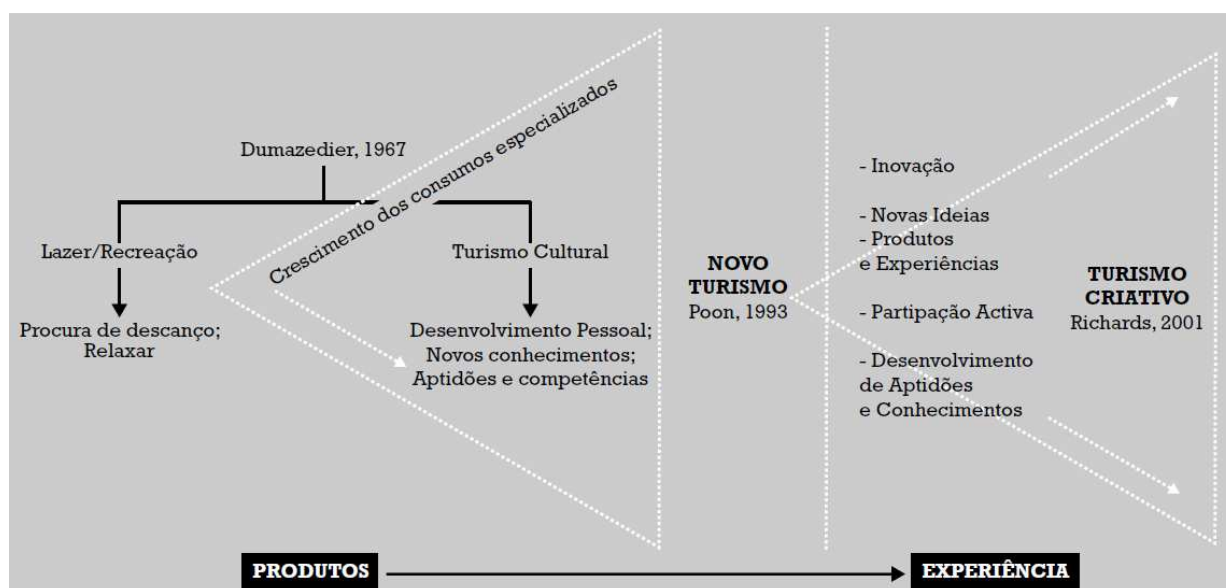 Dumazedier, 1967
Crescimento dos consumos especializados
Lazer/Recreação
Procura de descanço;
Relaxar
Turismo Cultural
Desenvolvimento Pessoal;
Novos conhecimentos;
Aptidões e competências
NOVO
TURISMO
Poon, 1993
- Inovação
- Novas Ideias
- Produtos
e Experiências
- Partipação Activa
- Desenvolvimento
de Aptidões
e Conhecimentos
TURISMO
CRIATIVO
Richards, 2001
PRODUTOS
EXPERIÊNCIA